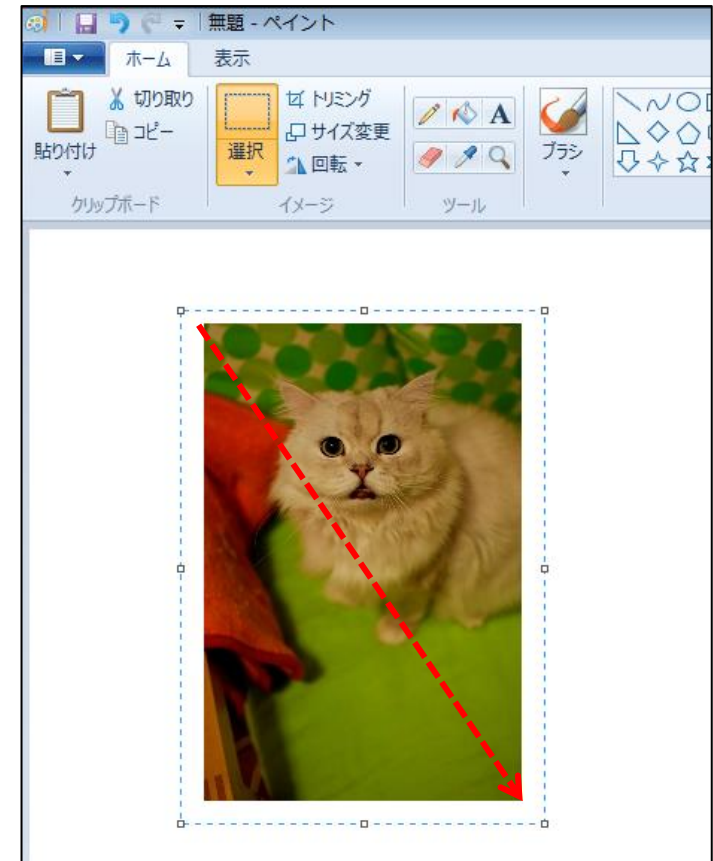 無題 - ペイント
ホーム 表示
貼り付け
切り取り
コピー
クリップボード
選択
トリミング
サイズ変更
回転
イメージ
A
ツール
ブラシ